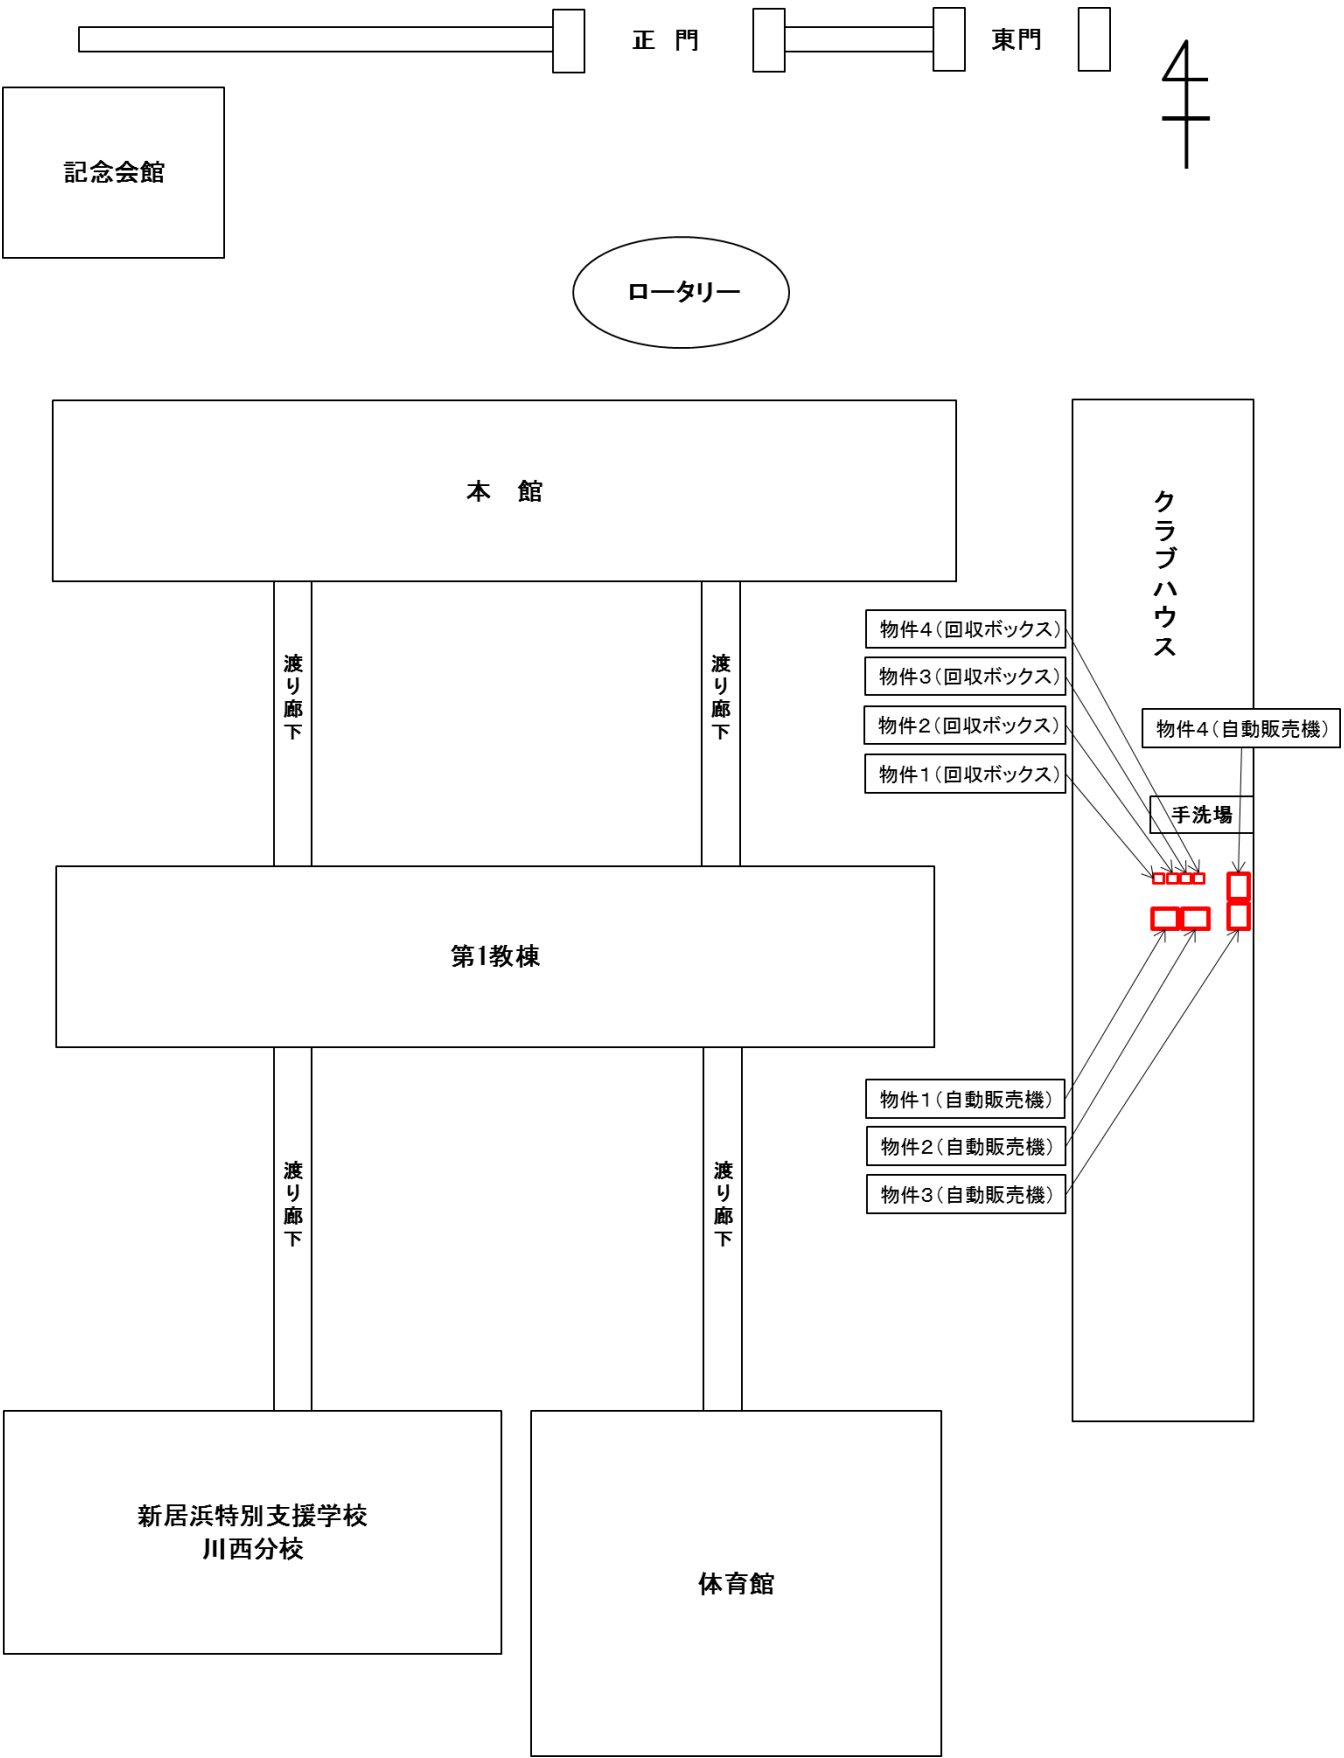 正　門
東門
記念会館
ロータリー
本　館
クラブハウス
渡り廊下
渡り廊下
物件4（回収ボックス）
物件3（回収ボックス）
物件2（回収ボックス）
物件1（回収ボックス）
物件4（自動販売機）
手洗場
第1教棟
物件1（自動販売機）
物件2（自動販売機）
物件3（自動販売機）
渡り廊下
渡り廊下
新居浜特別支援学校
川西分校
体育館